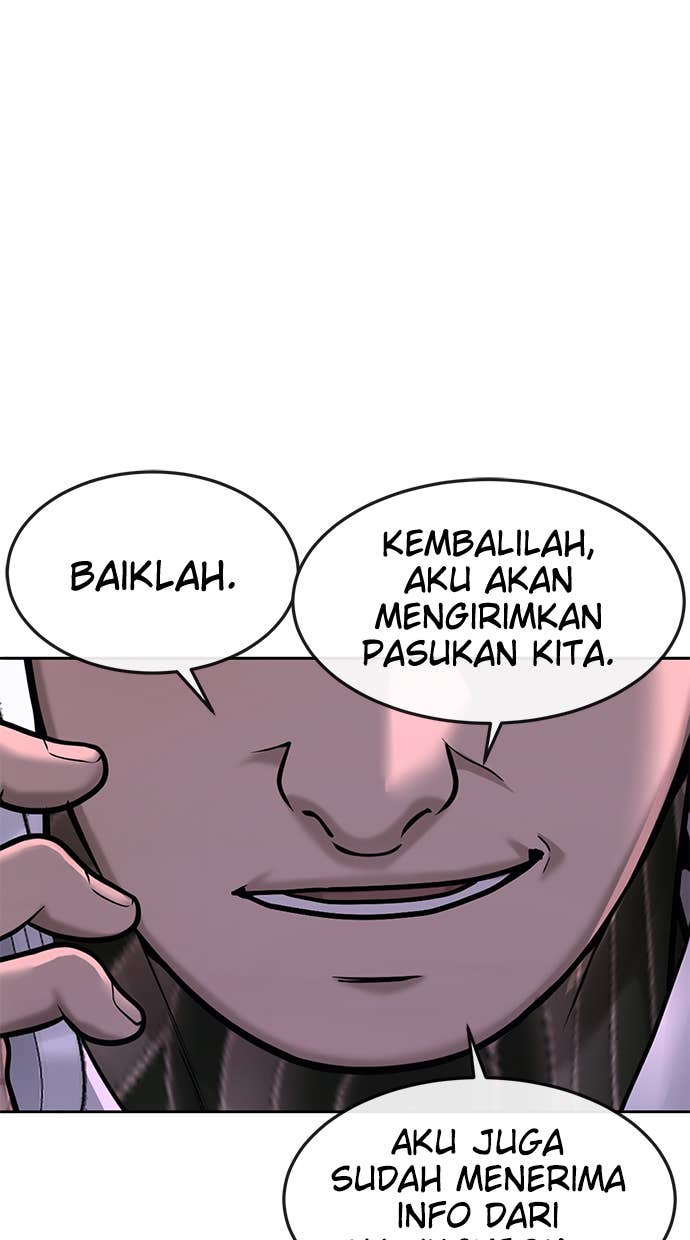 BAIKLAH.
KEMBALILAH,
AKU AKAN
MENGIRIMKAN
PASUKAN KITA.
AKU JUGA
SUDAH MENERIMA
INFO DARI